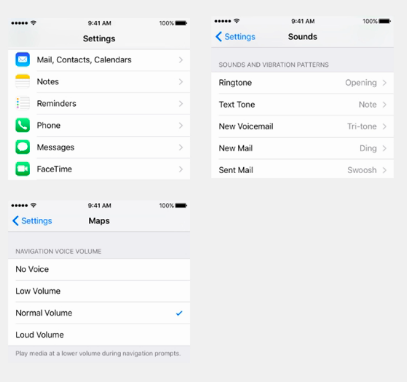 9:41 AM 100%
Settings
Mail, Contacts, Calendars
Notes
Reminders
Phone
Messages
FaceTime
9:41 AM 100%
Settings Sounds
SOUNDS AND VIBRATION PATTERNS
Ringtone Opening
Text Tone Note
New Voicemail Tri-tone
New Mail Ding
Sent Mail Swoosh
9:41 AM 100%
Settings Maps
NAVIGATION VOICE VOLUME
No Voice
Low Volume
Normal Volume
Loud Volume
Play media at a lower volume during navigation prompts.